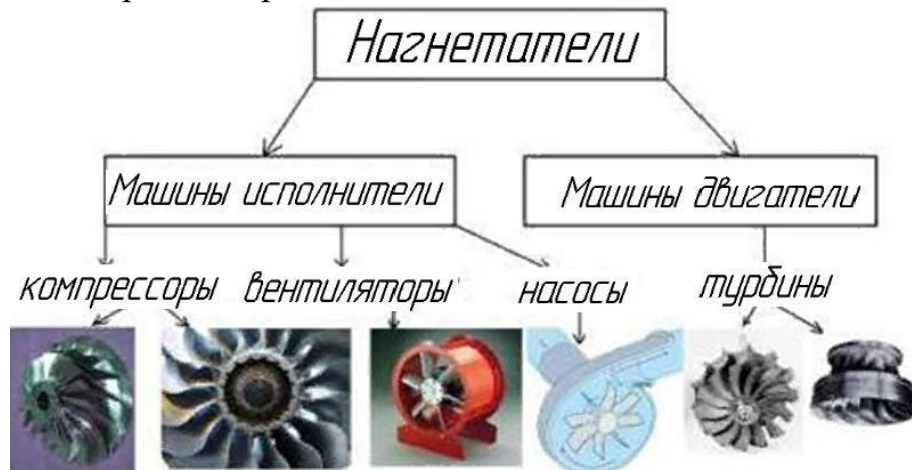 Нагнетатели
Машины исполнители
Машины двигатели
компрессоры вентиляторы насосы турбины